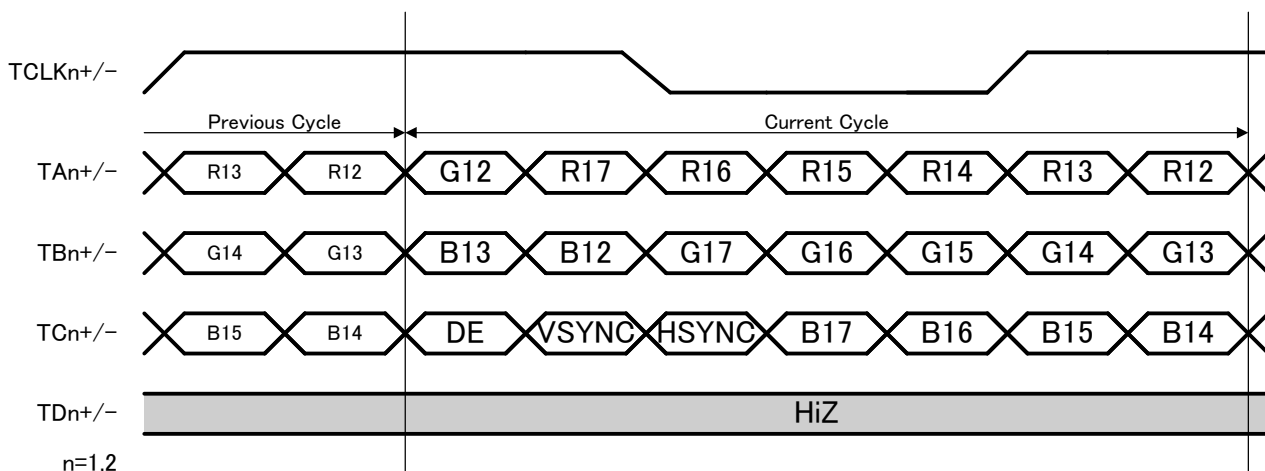 TCLKn+/-
Previous Cycle Current Cycle
TAn+/- R13 R12 G12 R17 R16 R15 R14 R13 R12
TBn+/- G14 G13 B13 B12 G17 G16 G15 G14 G13
TCn+/- B15 B14 DE VSYNC HSYNC B17 B16 B15 B14
TDn+/- HiZ
n=1.2